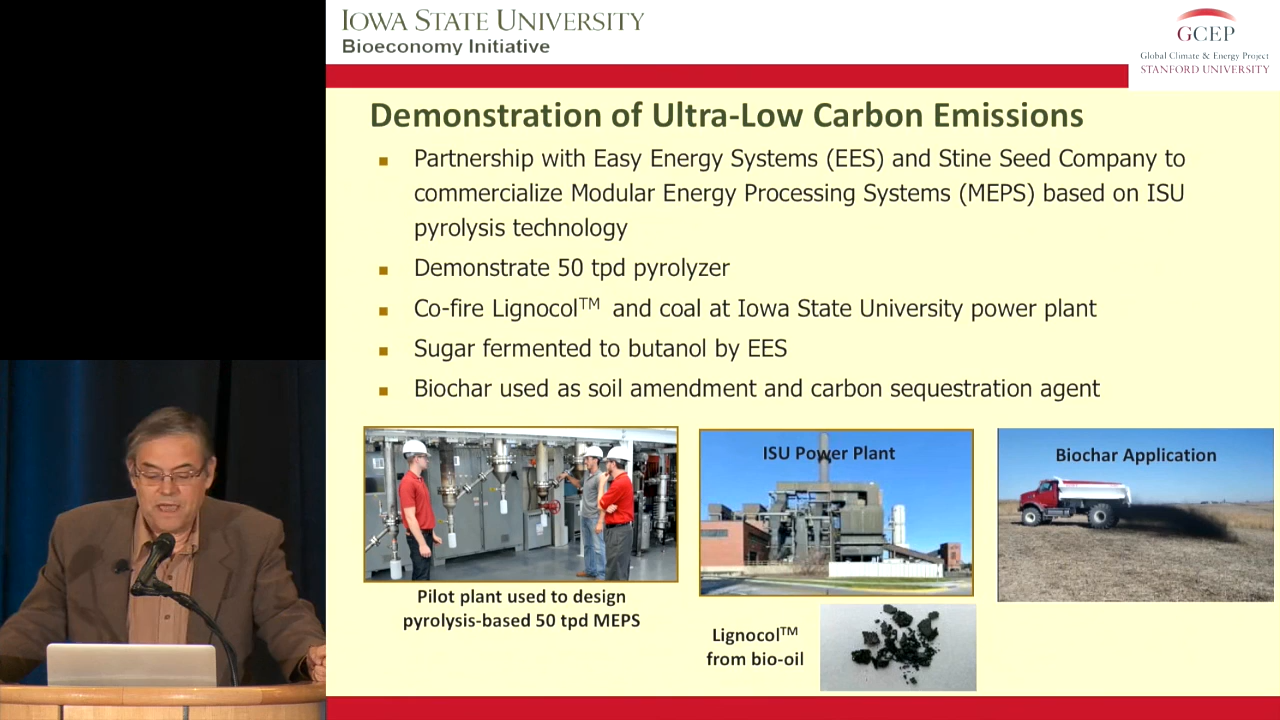 IOWA STATE UNIVERSITY
Bioeconomy Initiative
GCEP
Global Climate & Energy Project
STANFORD UNIVERSITY
Demonstration of Ultra-Low Carbon Emissions
▪ Partnership with Easy Energy Systems (EES) and Stine Seed Company to
commercialize Modular Energy Processing Systems (MEPS) based on ISU
pyrolysis technology
▪ Demonstrate 50 tpd pyrolyzer
▪ Co-fire Lignocol™ and coal at Iowa State University power plant
▪ Sugar fermented to butanol by EES
▪ Biochar used as soil amendment and carbon sequestration agent
ISU Power Plant
Biochar Application
Pilot plant used to design
pyrolysis-based 50 tpd MEPS
Lignocol™
from bio-oil